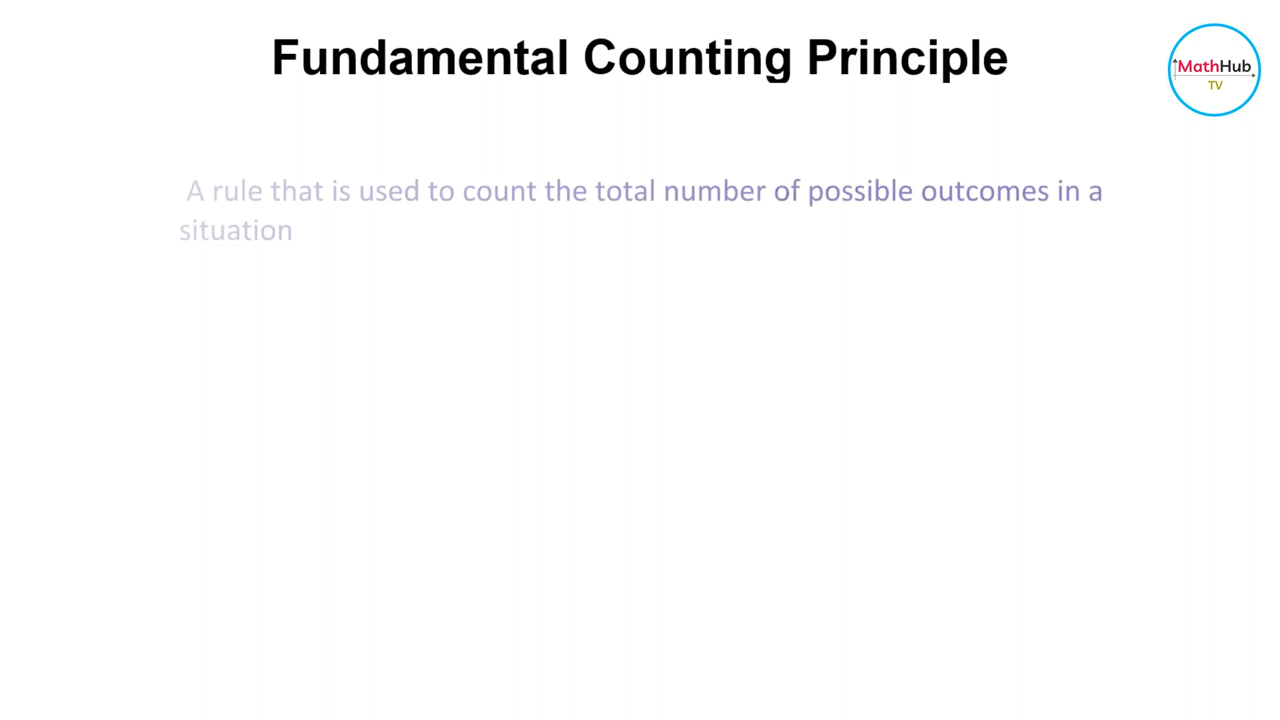 Fundamental Counting Principle
MathHub
TV
A rule that is used to count the total number of possible outcomes in a
situation